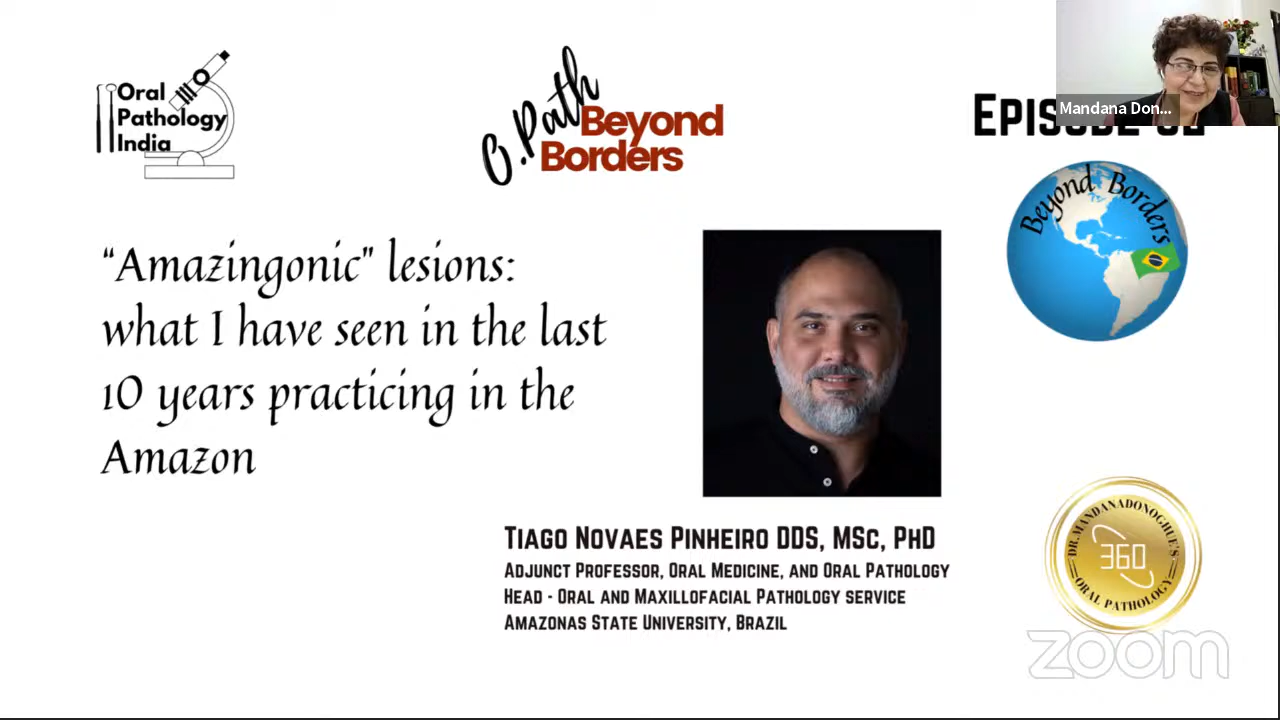 Oral
Pathology
India
O.Path
Beyond
Borders
Mandana Don...
Beyond Borders
“Amazingonic” lesions:
what I have seen in the last
10 years practicing in the
Amazon
TIAGO NOVAES PINHEIRO DDS, MSC, PHD
ADJUNCT PROFESSOR, ORAL MEDICINE, AND ORAL PATHOLOGY
HEAD - ORAL AND MAXILLOFACIAL PATHOLOGY SERVICE
AMAZONAS STATE UNIVERSITY, BRAZIL
DR.MANDANADONOGHUE'S
360
ORAL PATHOLOGY
zoom